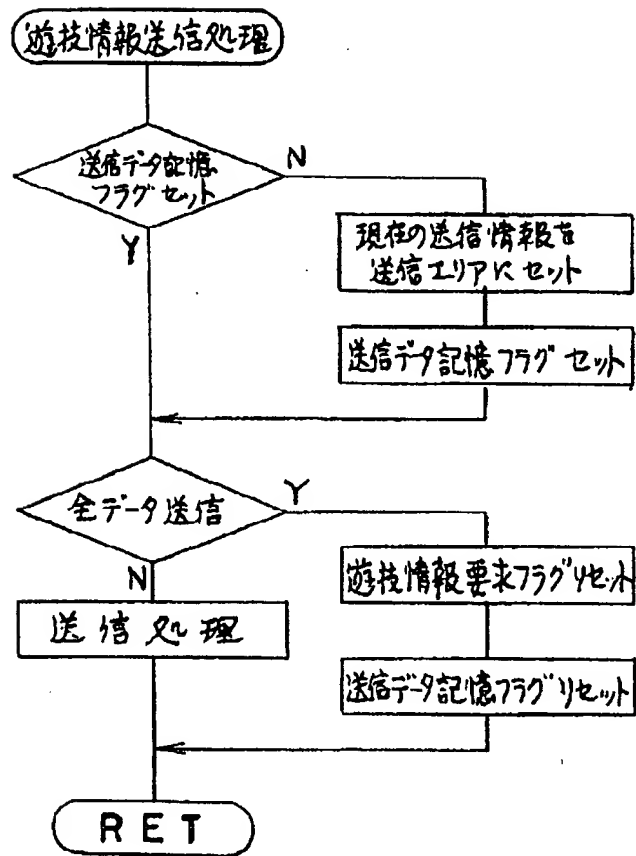 遊技情報送信処理
送信データ記憶
フラグセット
N
Y
現在の送信情報を
送信エリアにセット
送信データ記憶フラグセット
全データ送信
Y
N
遊技情報要求フラグリセット
送信処理
送信データ記憶フラグリセット
RET